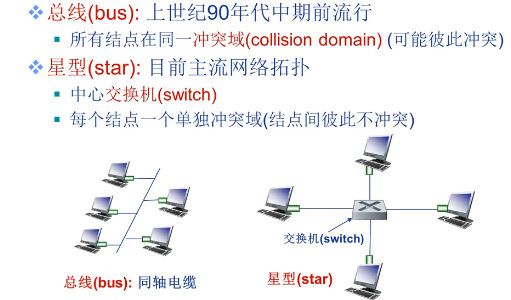 总线(bus): 上世纪90年代中期前流行
所有结点在同一冲突域(collision domain) (可能彼此冲突)
星型(star): 目前主流网络拓扑
中心交换机(switch)
每个结点一个单独冲突域(结点间彼此不冲突)
交换机(switch)
总线(bus): 同轴电缆
星型(star)